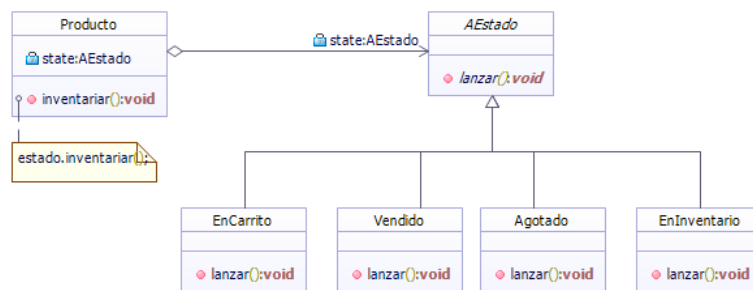 Producto
state:AEstado
inventariar():void
estado.inventariar();
state:AEstado
AEstado
lanzar():void
EnCarrito
lanzar():void
Vendido
lanzar():void
Agotado
lanzar():void
EnInventario
lanzar():void